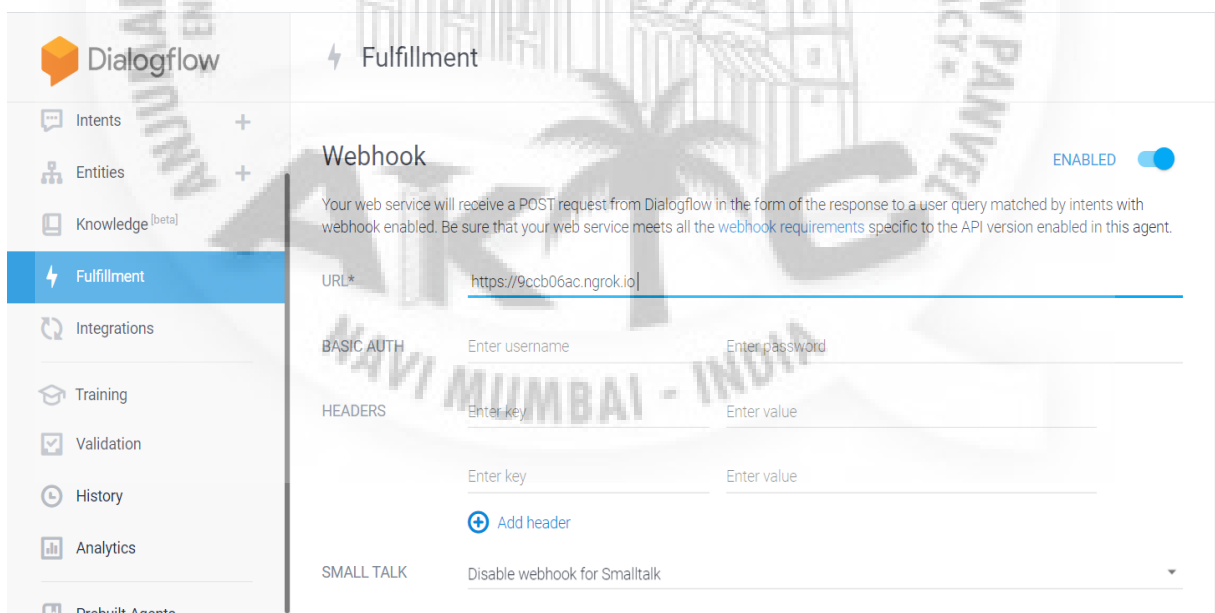 Dialogflow
Fulfillment
Intents
Entities
Knowledge [beta]
Fulfillment
Integrations
Training
Validation
History
Analytics
Prebuilt Agents
Webhook
ENABLED
Your web service will receive a POST request from Dialogflow in the form of the response to a user query matched by intents with
webhook enabled. Be sure that your web service meets all the webhook requirements specific to the API version enabled in this agent.
URL*
https://9ccb06ac.ngrok.io
BASIC AUTH
Enter username
Enter password
HEADERS
Enter key
Enter value
Enter key
Enter value
Add header
SMALL TALK
Disable webhook for Smalltalk
AKTC
NAVI MUMBAI - INDIA